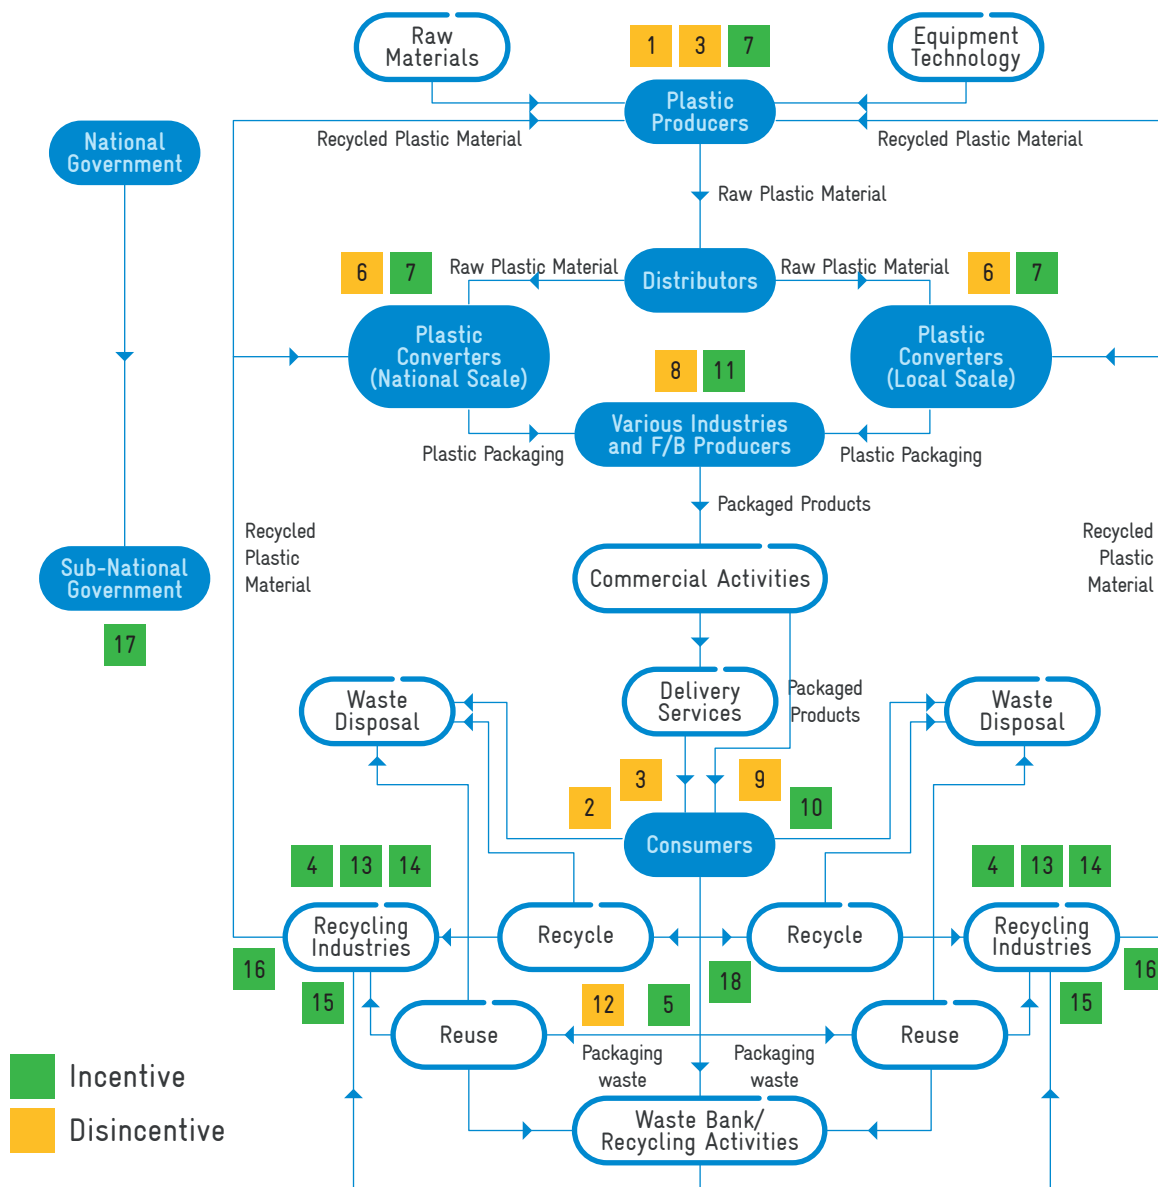 Raw
Materials
1 3 7
Equipment
Technology
Plastic
Producers
Recycled Plastic Material
Recycled Plastic Material
National
Government
Raw Plastic Material
6 7
Raw Plastic Material
Distributors
Raw Plastic Material
6 7
Plastic
Converters
(National Scale)
8 11
Plastic
Converters
(Local Scale)
Various Industries
and F/B Producers
Plastic Packaging
Plastic Packaging
Packaged Products
Recycled
Plastic
Material
Recycled
Plastic
Material
Sub-National
Government
17
Commercial Activities
Waste
Disposal
Delivery
Services
Packaged
Products
Waste
Disposal
2 3
9 10
Consumers
4 13 14
4 13 14
Recycling
Industries
Recycle
Recycle
Recycling
Industries
16
15
18
16
15
12 5
Reuse
Reuse
Packaging
waste
Packaging
waste
Incentive
Disincentive
Waste Bank/
Recycling Activities